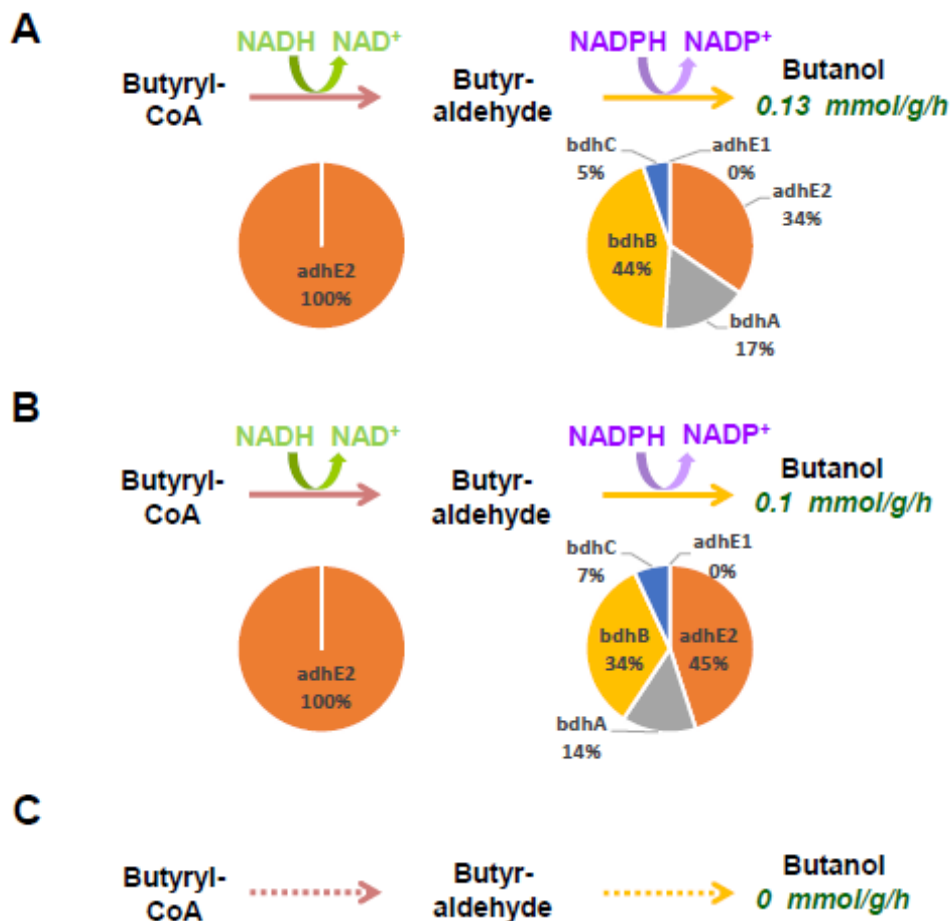 A
NADH NAD⁺
NADPH NADP⁺
Butyryl-
CoA
Butyr-
aldehyde
Butanol
0.13 mmol/g/h
bdhC
5%
adhE1
0%
adhE2
34%
bdhB
44%
bdhA
17%
adhE2
100%
B
NADH NAD⁺
NADPH NADP⁺
Butyryl-
CoA
Butyr-
aldehyde
Butanol
0.1 mmol/g/h
bdhC
7%
adhE1
0%
bdhB
34%
adhE2
45%
bdhA
14%
adhE2
100%
C
Butyryl-
CoA
Butyr-
aldehyde
Butanol
0 mmol/g/h